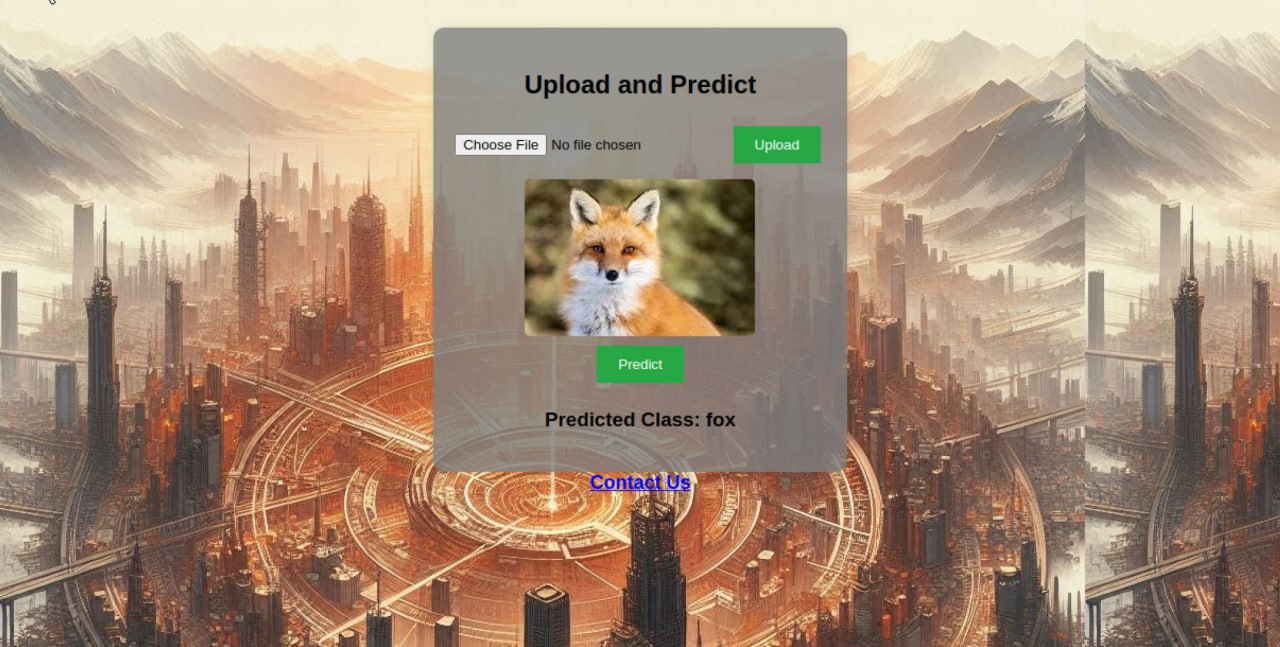 Upload and Predict
Choose File No file chosen Upload
Predict
Predicted Class: fox
Contact Us